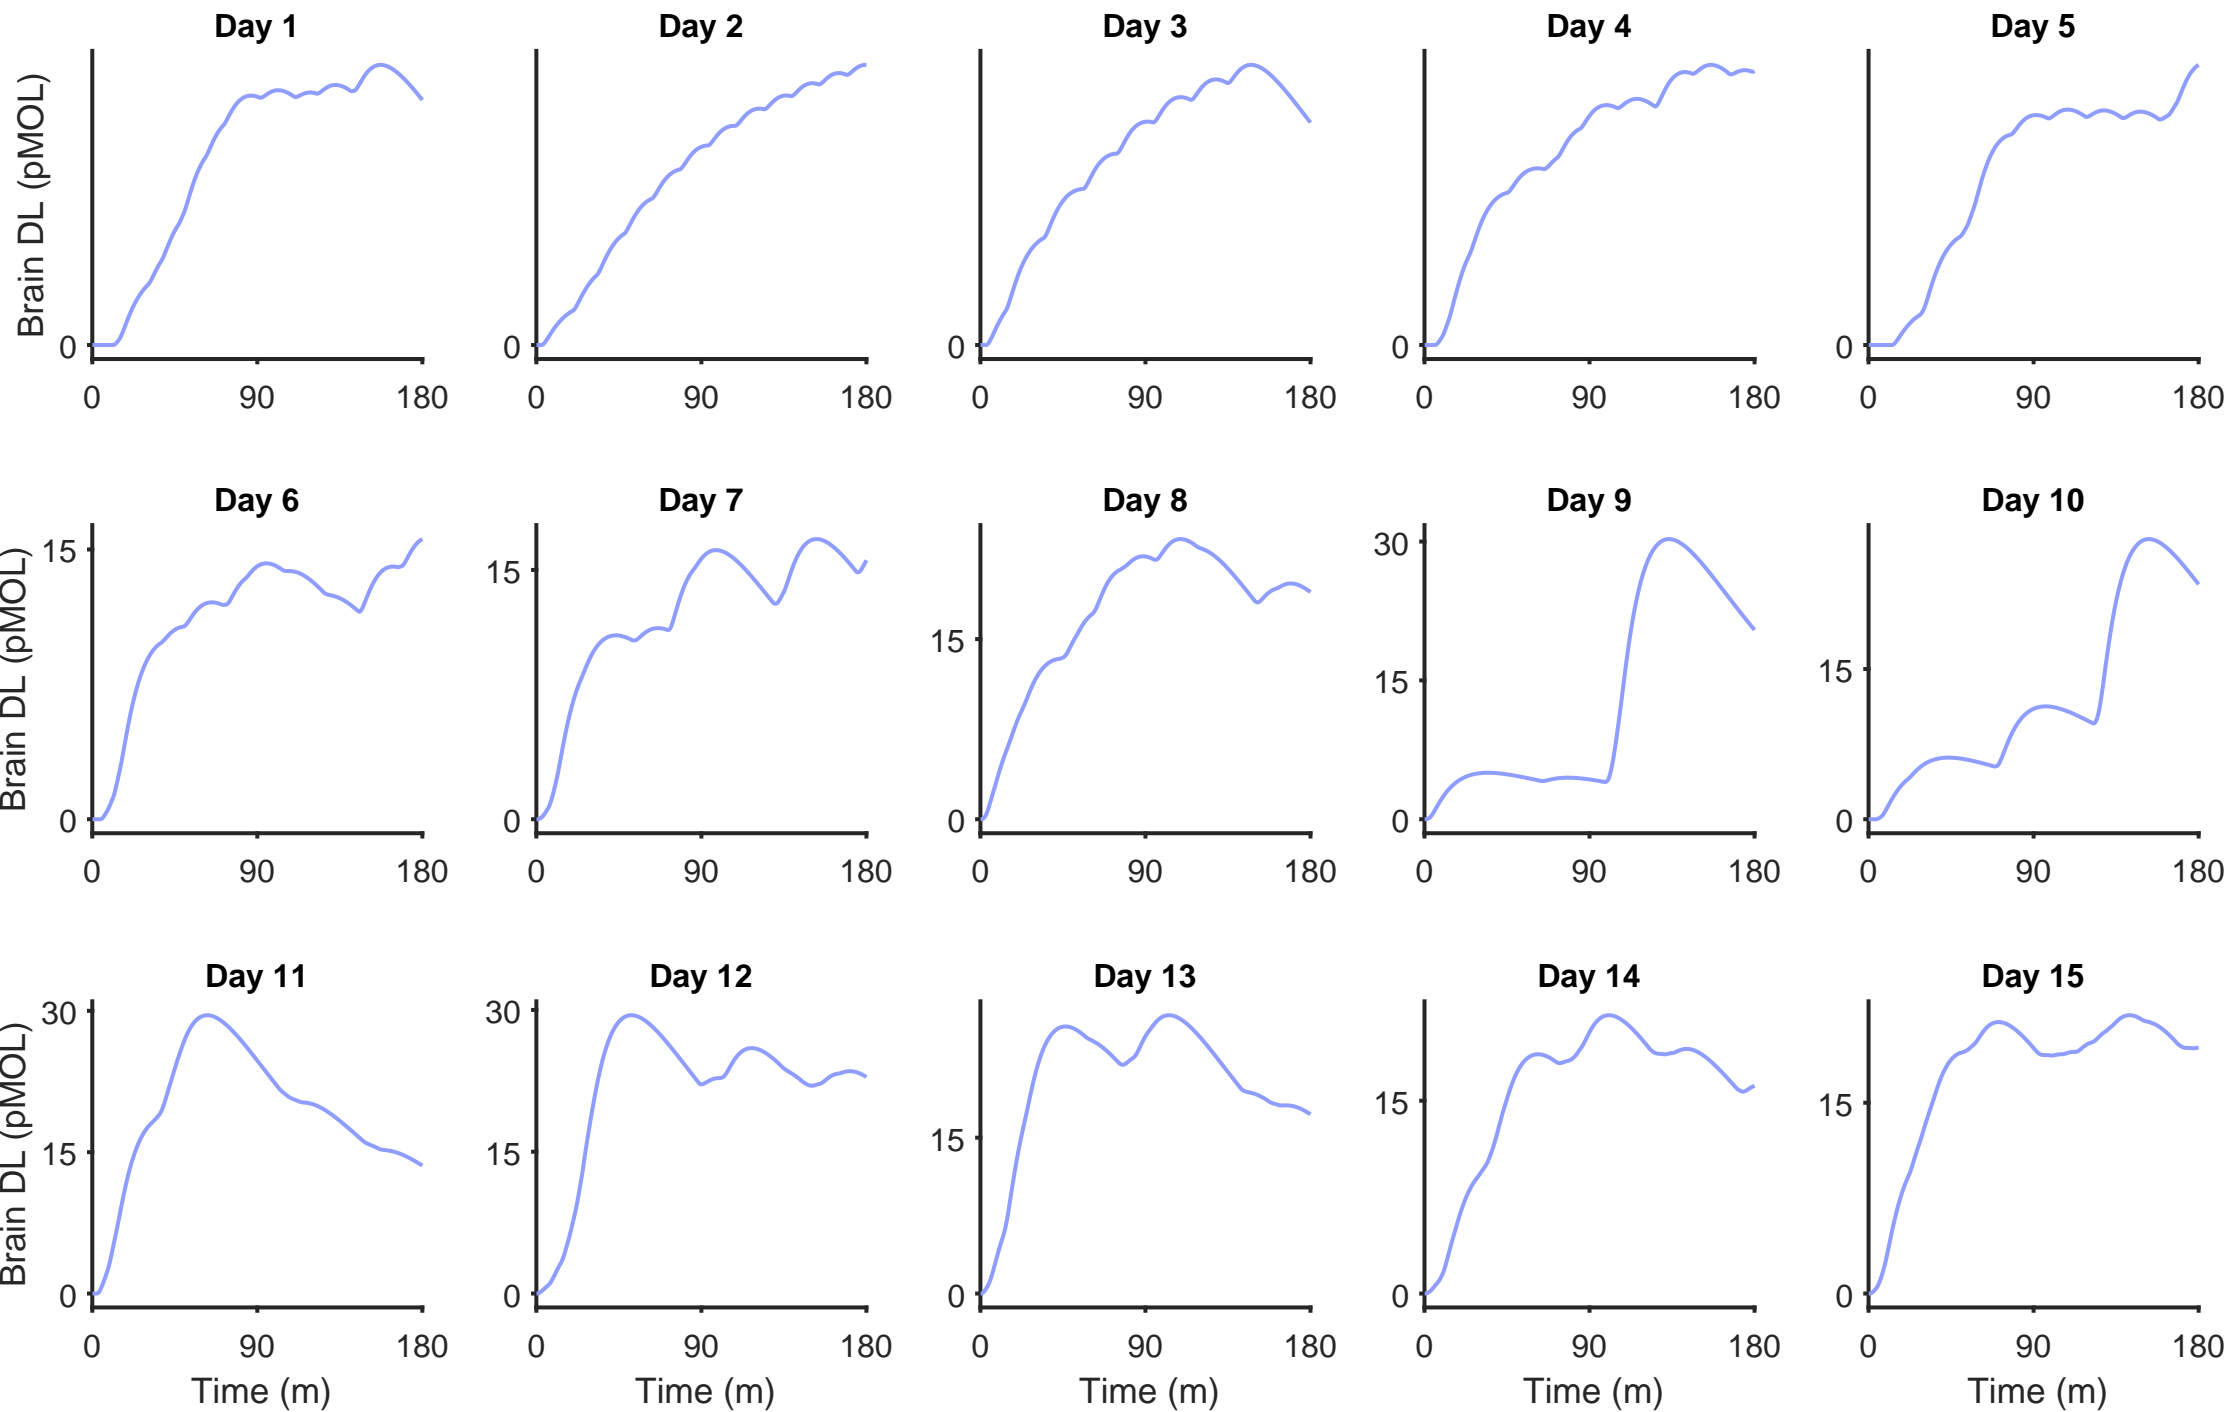 Day 1 Day 2 Day 3 Day 4 Day 5
Brain DL (pMOL)
0 0 0 0 0
0 90 180 0 90 180 0 90 180 0 90 180 0 90 180
Day 6 Day 7 Day 8 Day 9 Day 10
Brain DL (pMOL)
15 15 15 30 15
15
0 0 0 0 0
0 90 180 0 90 180 0 90 180 0 90 180 0 90 180
Day 11 Day 12 Day 13 Day 14 Day 15
Brain DL (pMOL)
30 30
15 15 15 15 15
0 0 0 0 0
0 90 180 0 90 180 0 90 180 0 90 180 0 90 180
Time (m) Time (m) Time (m) Time (m) Time (m)